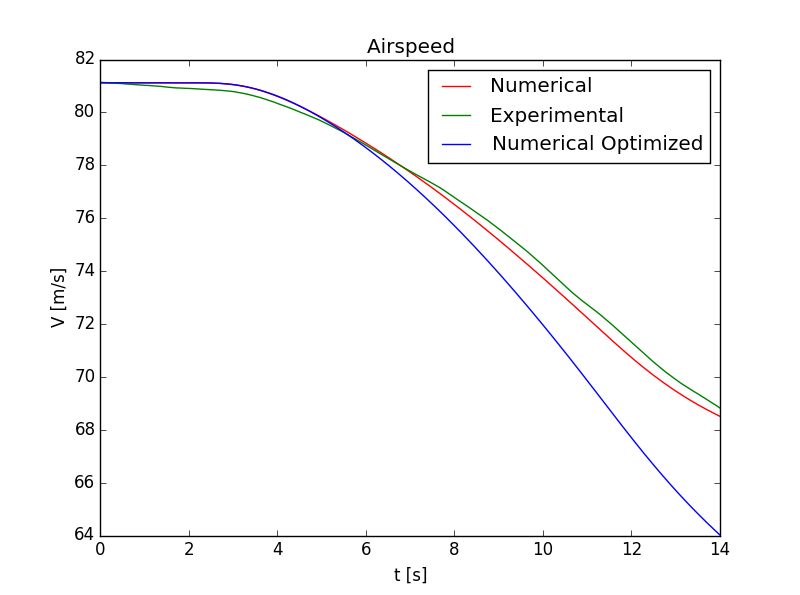 Airspeed
Numerical
Experimental
Numerical Optimized
82
80
78
76
74
72
70
68
66
64
V [m/s]
0 2 4 6 8 10 12 14
t [s]